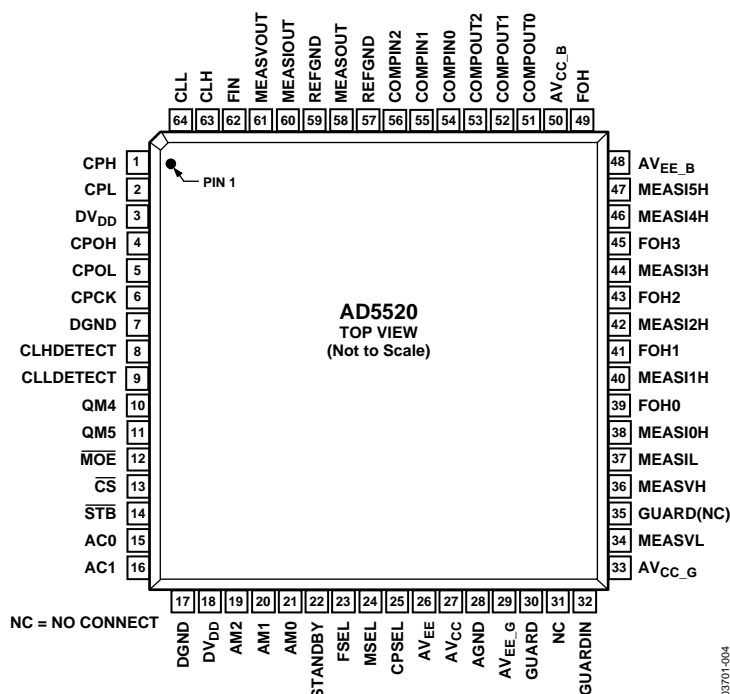 CLL
CLH
FIN
MEASVOUT
MEASIOUT
REFGND
MEASOUT
REFGND
COMPIN2
COMPIN1
COMPIN0
COMPOUT2
COMPOUT1
COMPOUT0
AVCC_B
FOH
64 63 62 61 60 59 58 57 56 55 54 53 52 51 50 49
CPH 1
CPL 2
DVDD 3
CPOH 4
CPOL 5
CPCK 6
DGND 7
CLHDETECT 8
CLLDETECT 9
QM4 10
QM5 11
M̅O̅E̅ 12
C̅S̅ 13
S̅T̅B̅ 14
AC0 15
AC1 16
PIN 1
AD5520
TOP VIEW
(Not to Scale)
48 AVEE_B
47 MEASI5H
46 MEASI4H
45 FOH3
44 MEASI3H
43 FOH2
42 MEASI2H
41 FOH1
40 MEASI1H
39 FOH0
38 MEASI0H
37 MEASIL
36 MEASVH
35 GUARD(NC)
34 MEASVL
33 AVCC_G
17 18 19 20 21 22 23 24 25 26 27 28 29 30 31 32
DGND
DVDD
AM2
AM1
AM0
STANDBY
FSEL
MSEL
CPSEL
AVEE
AVCC
AGND
AVEE_G
GUARD
NC
GUARDIN
NC = NO CONNECT
03701-004